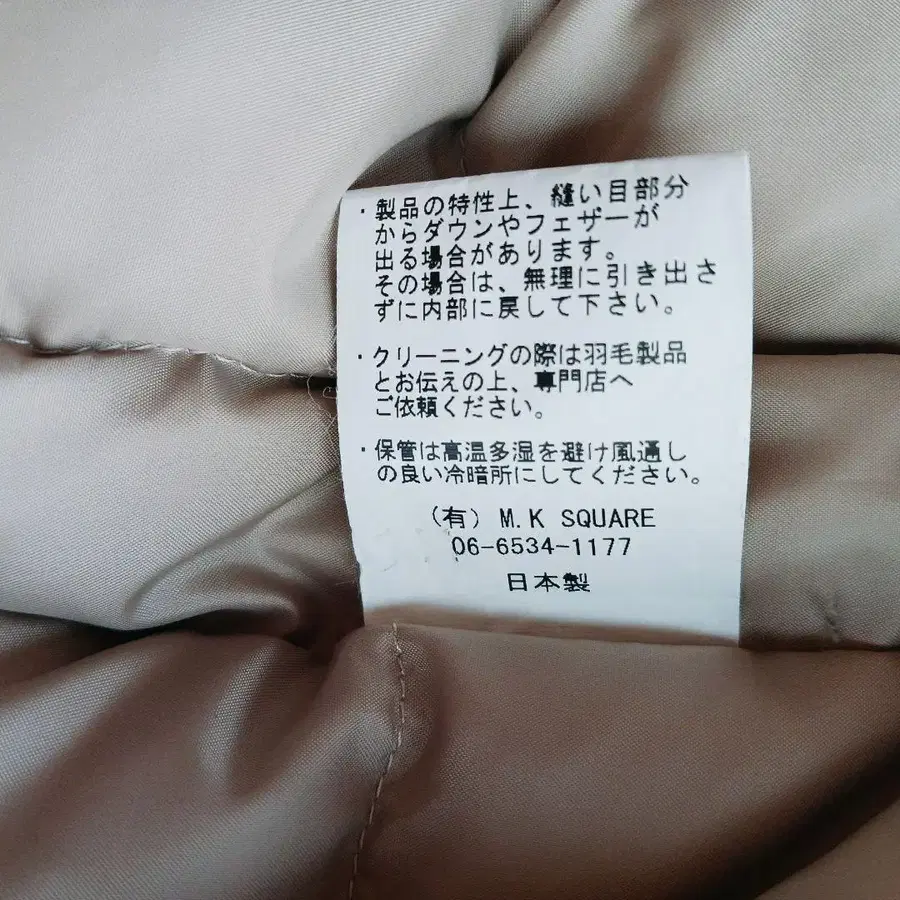 ・製品の特性上、縫い目部分
からダウンやフェザーが
出る場合があります。
その場合は、無理に引き出さ
ずに内部に戻して下さい。
・クリーニングの際は羽毛製品
とお伝えの上、専門店へ
ご依頼ください。
・保管は高温多湿を避け風通し
の良い冷暗所にしてください。
(有) M.K SQUARE
06-6534-1177
日本製